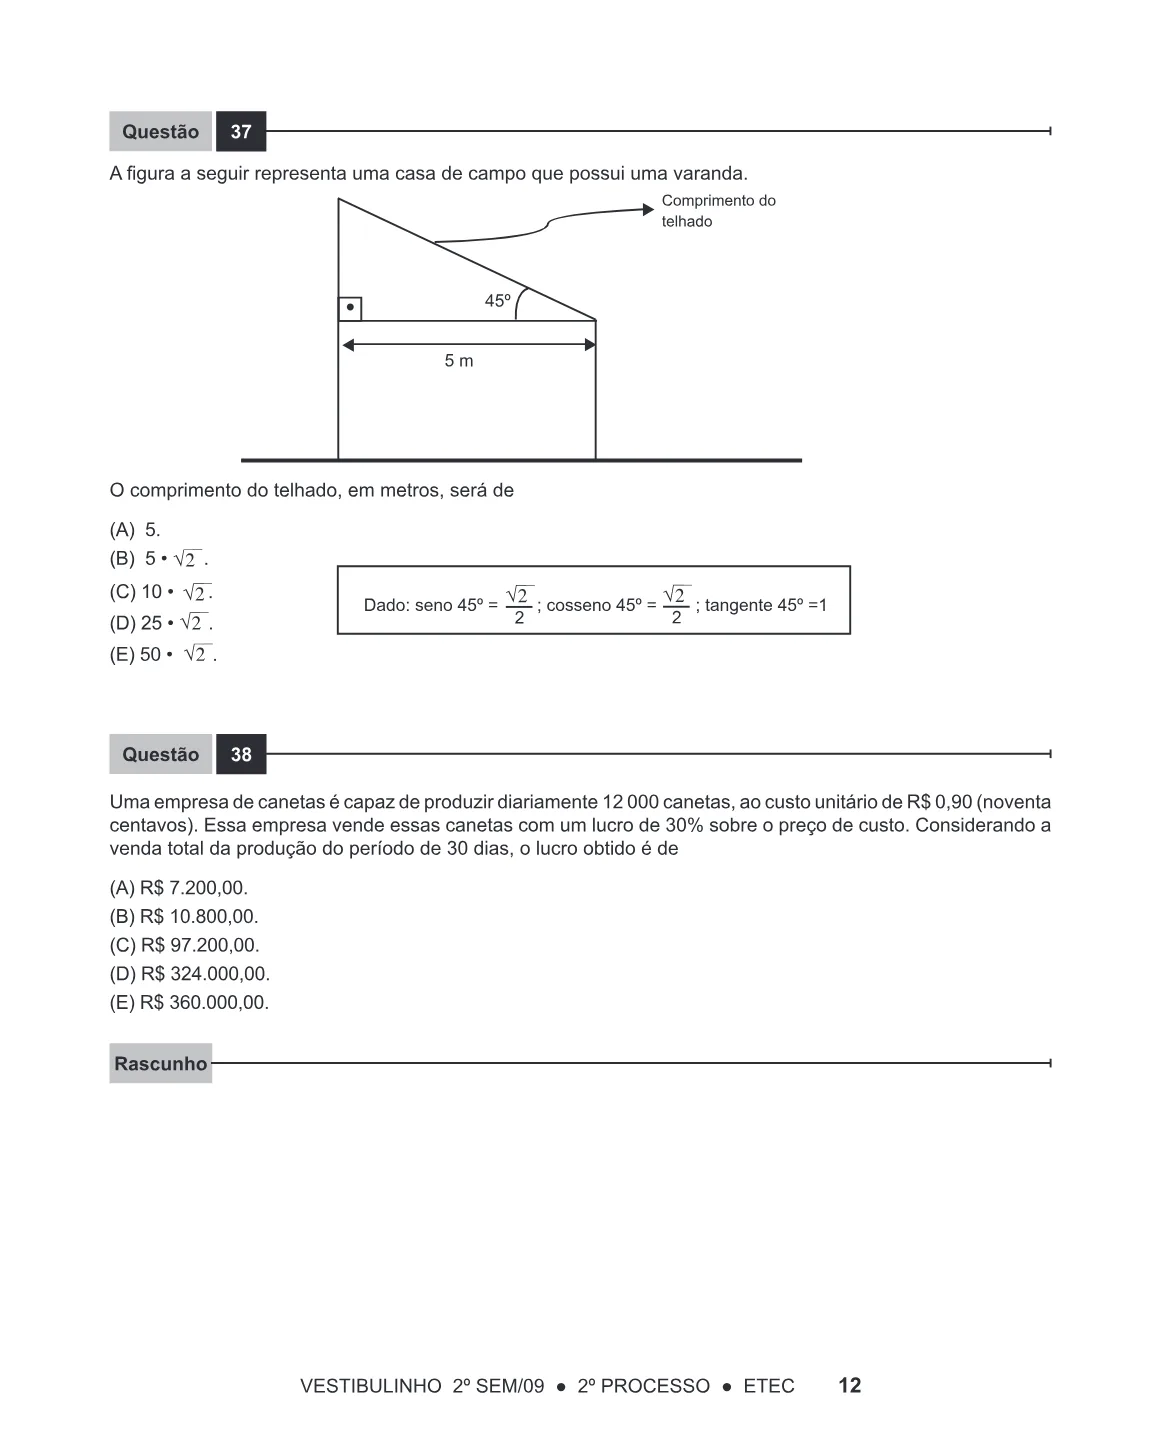 Questão 37
A figura a seguir representa uma casa de campo que possui uma varanda.
Comprimento do
telhado
45º
5 m
O comprimento do telhado, em metros, será de
(A) 5.
(B) 5 • √2 .
(C) 10 • √2 .
(D) 25 • √2 .
(E) 50 • √2 .
Dado: seno 45º = √2/2 ; cosseno 45º = √2/2 ; tangente 45º =1
Questão 38
Uma empresa de canetas é capaz de produzir diariamente 12 000 canetas, ao custo unitário de R$ 0,90 (noventa
centavos). Essa empresa vende essas canetas com um lucro de 30% sobre o preço de custo. Considerando a
venda total da produção do período de 30 dias, o lucro obtido é de
(A) R$ 7.200,00.
(B) R$ 10.800,00.
(C) R$ 97.200,00.
(D) R$ 324.000,00.
(E) R$ 360.000,00.
Rascunho
VESTIBULINHO 2º SEM/09 ● 2º PROCESSO ● ETEC 12